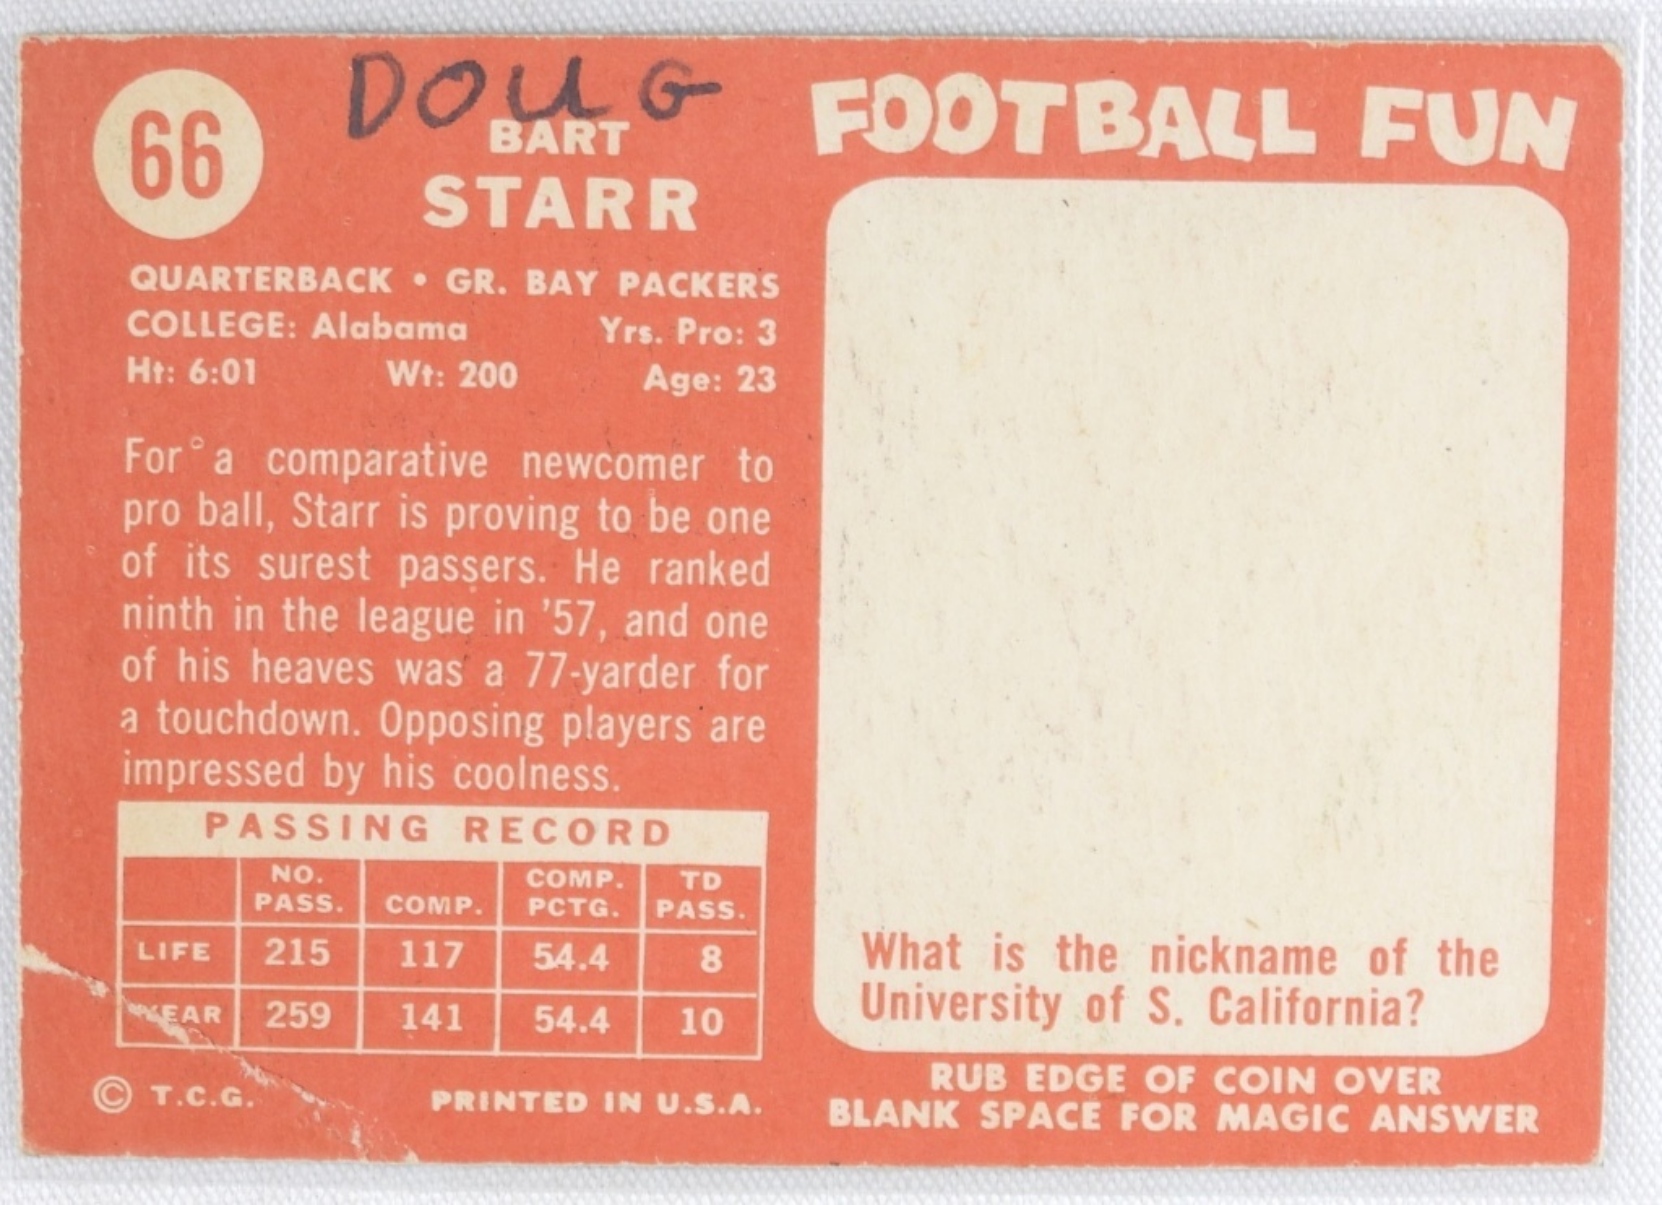 66
DOUG
BART
STARR
QUARTERBACK • GR. BAY PACKERS
COLLEGE: Alabama Yrs. Pro: 3
Ht: 6:01 Wt: 200 Age: 23
For a comparative newcomer to
pro ball, Starr is proving to be one
of its surest passers. He ranked
ninth in the league in '57, and one
of his heaves was a 77-yarder for
a touchdown. Opposing players are
impressed by his coolness.
PASSING RECORD
NO. PASS. COMP. COMP. PCTG. TD PASS.
LIFE 215 117 54.4 8
YEAR 259 141 54.4 10
© T.C.G. PRINTED IN U.S.A.
FOOTBALL FUN
What is the nickname of the
University of S. California?
RUB EDGE OF COIN OVER
BLANK SPACE FOR MAGIC ANSWER